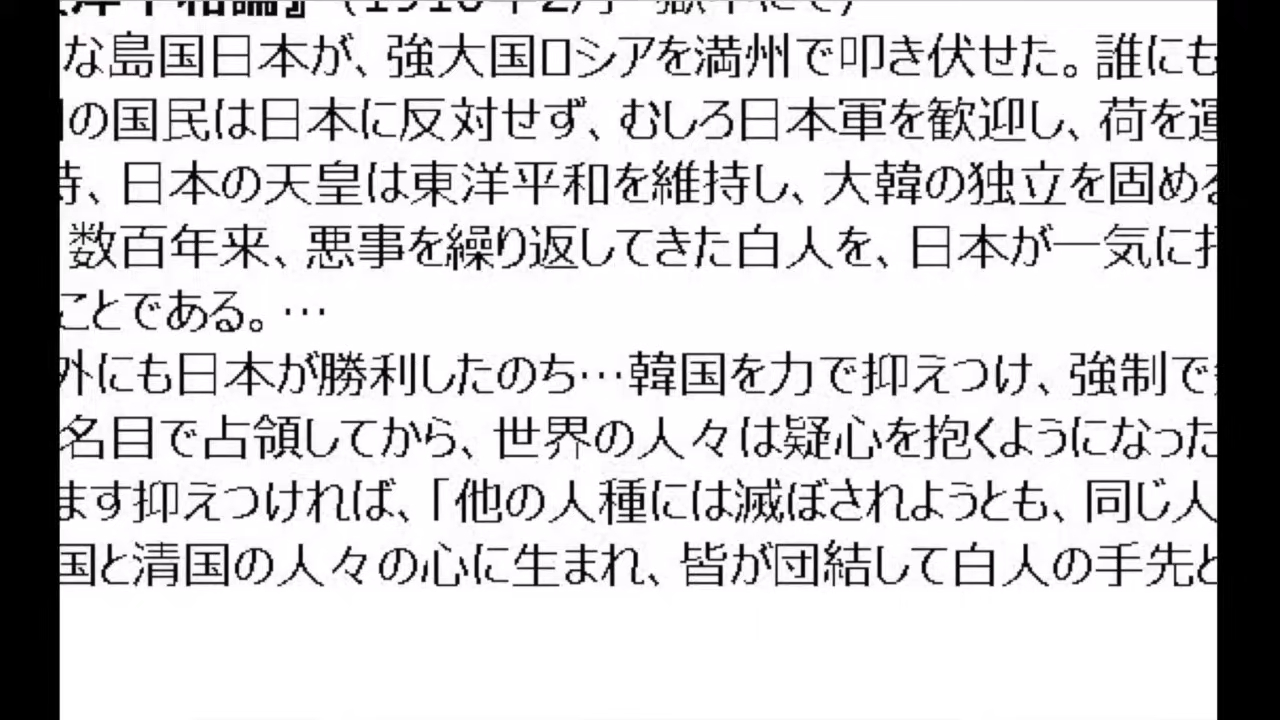 洋平和論』(1910年2月 獄中にて)
な島国日本が、強大国ロシアを満州で叩き伏せた。誰にも
の国民は日本に反対せず、むしろ日本軍を歓迎し、荷を運
時、日本の天皇は東洋平和を維持し、大韓の独立を固める
数百年来、悪事を繰り返してきた白人を、日本が一気に打
ことである。…
外にも日本が勝利したのち…韓国を力で抑えつけ、強制で
名目で占領してから、世界の人々は疑心を抱くようになった
ます抑えつければ、「他の人種には滅ぼされようとも、同じ人
国と清国の人々の心に生まれ、皆が団結して白人の手先と